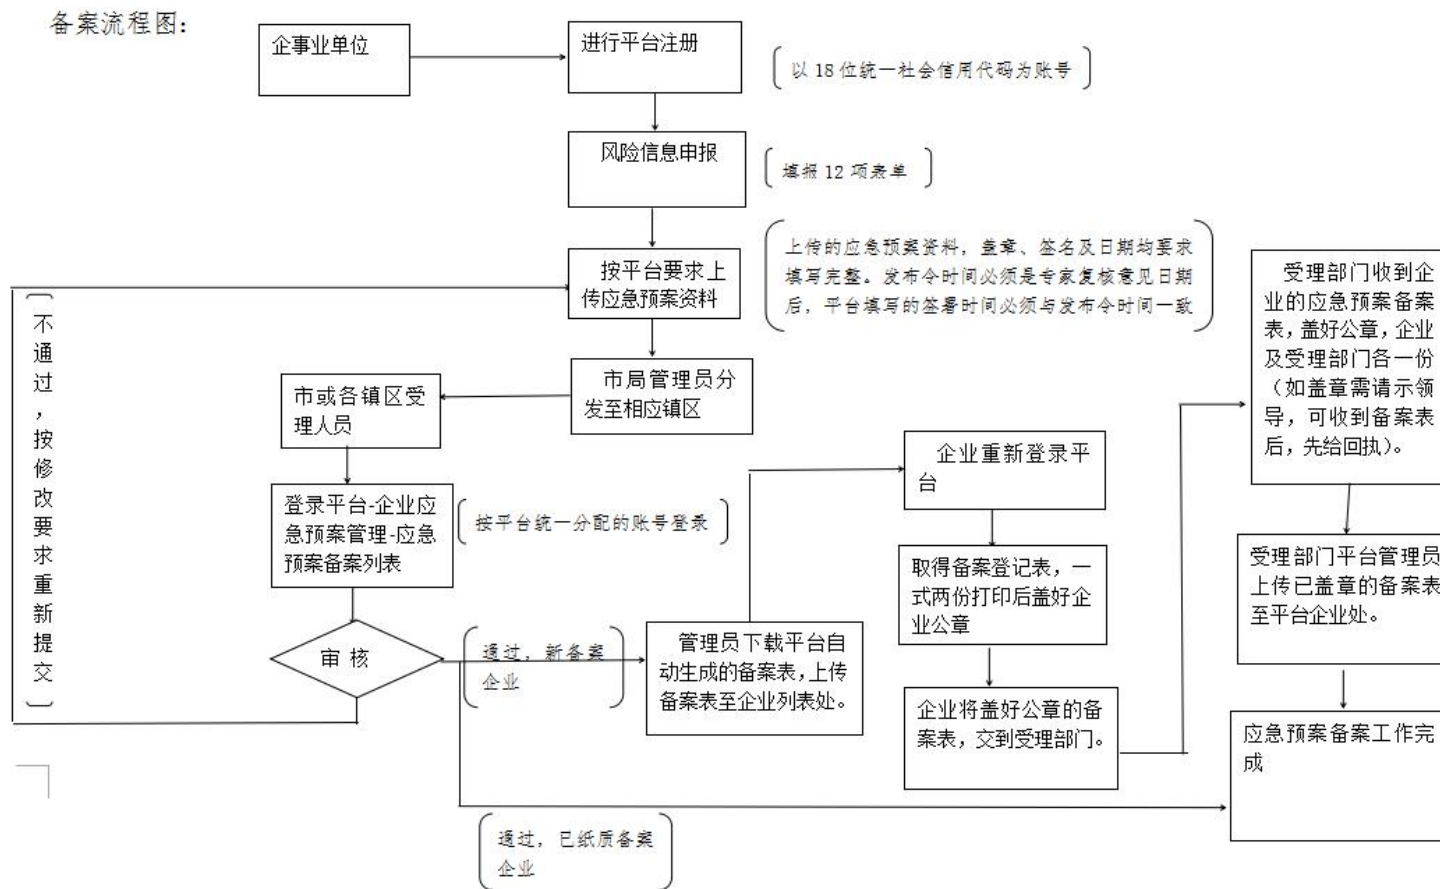 备案流程图：
企事业单位
进行平台注册
以 18 位统一社会信用代码为账号
风险信息申报
填报 12 项表单
按平台要求上
传应急预案资料
上传的应急预案资料，盖章、签名及日期均要求
填写完整。发布令时间必须是专家复核意见日期
后，平台填写的签署时间必须与发布令时间一致
市局管理员分
发至相应镇区
市或各镇区受
理人员
登录平台-企业应
急预案管理-应急
预案备案列表
按平台统一分配的账号登录
审 核
不
通
过
，
按
修
改
要
求
重
新
提
交
通过，新备案
企业
管理员下载平台自
动生成的备案表，上传
备案表至企业列表处。
企业重新登录平
台
取得备案登记表，一
式两份打印后盖好企
业公章
企业将盖好公章的备
案表，交到受理部门。
受理部门收到企
业的应急预案备案
表，盖好公章，企业
及受理部门各一份
（如盖章需请示领
导，可收到备案表
后，先给回执）。
受理部门平台管理员
上传已盖章的备案表
至平台企业处。
应急预案备案工作完
成
通过，已纸质备案
企业